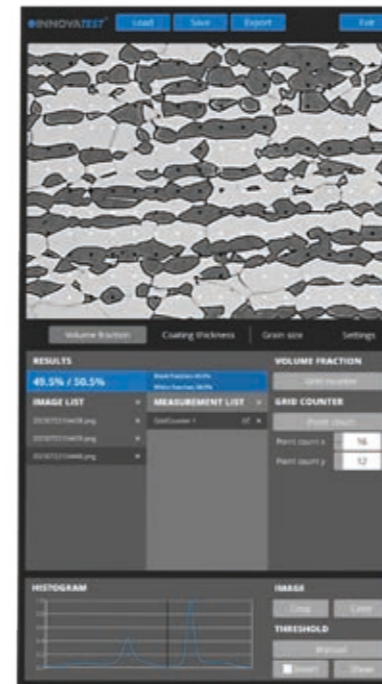 INNOVATEST Load Save Export Exit
Volume fraction Coating thickness Grain size Settings
RESULTS VOLUME FRACTION
49.5% / 50.5%
Grid counter
IMAGE LIST MEASUREMENT LIST GRID COUNTER
GridCounter 1
Point count
Point count x 16
Point count y 12
HISTOGRAM IMAGE
Crop
THRESHOLD
Manual
Invert